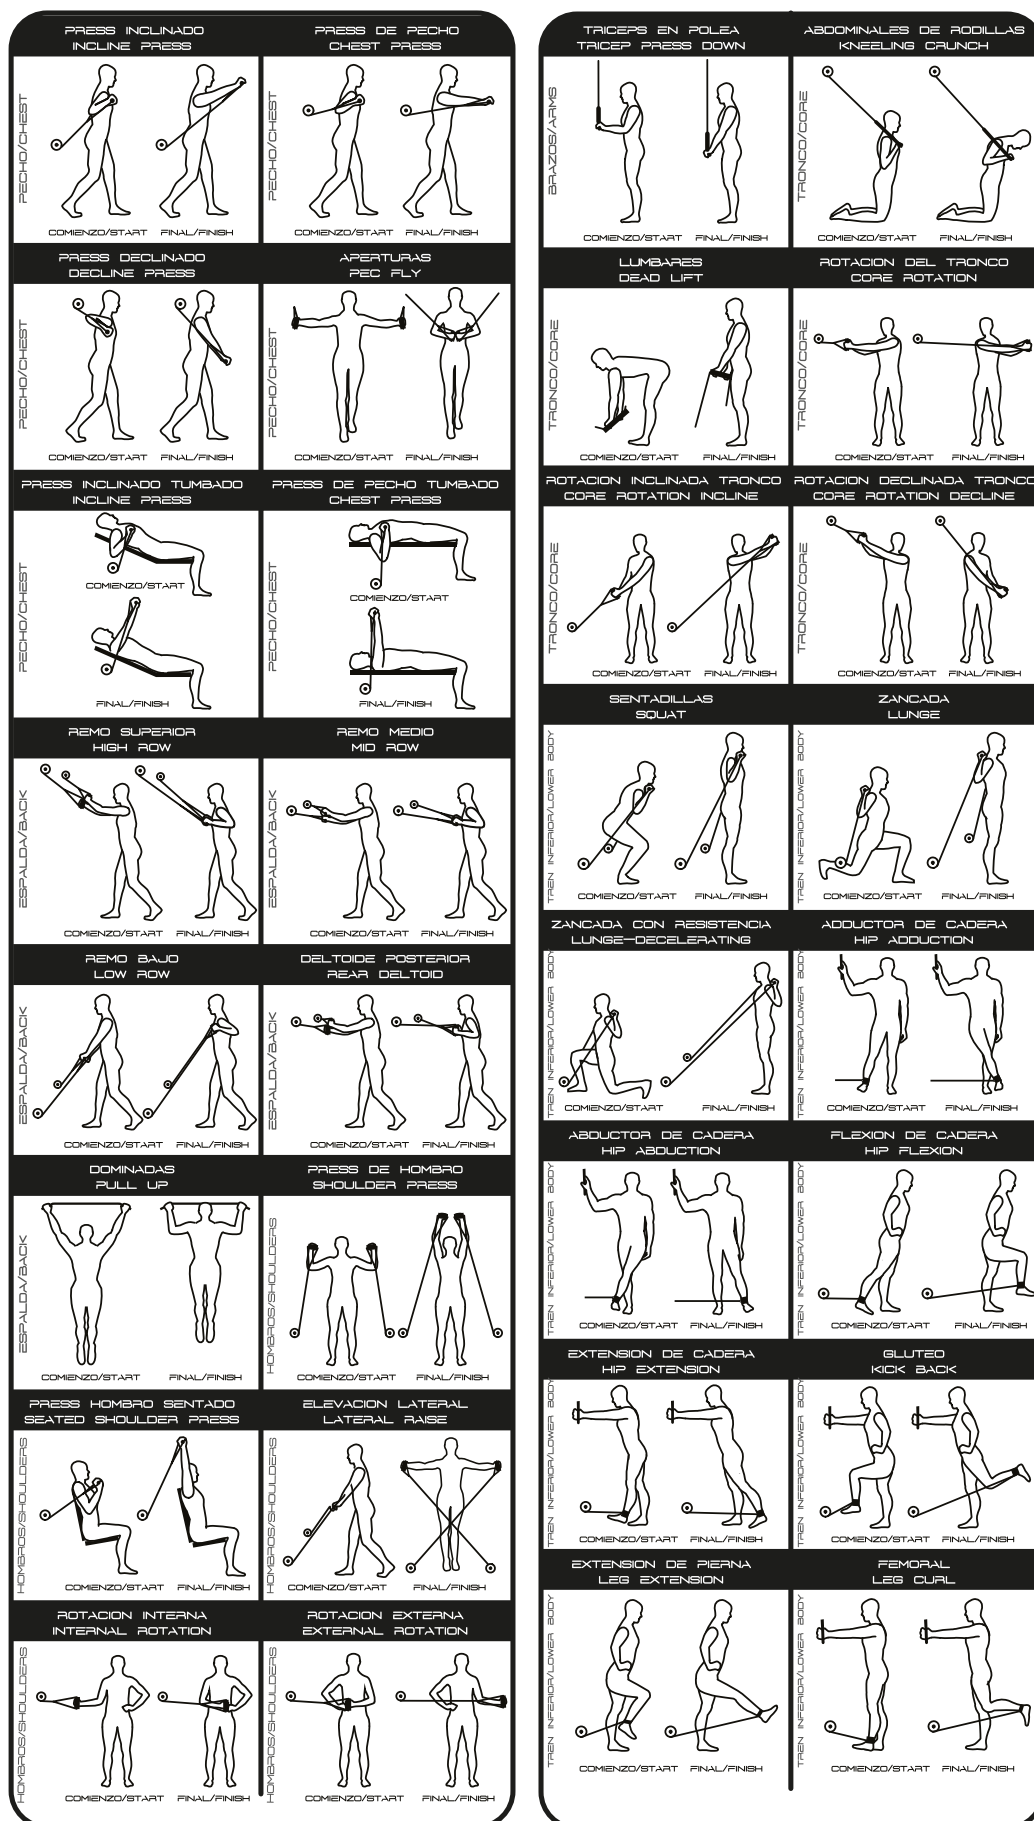 PRESS INCLINADO
INCLINE PRESS
PECHO/CHEST
COMIENZO/START
FINAL/FINISH
PRESS DE PECHO
CHEST PRESS
PECHO/CHEST
COMIENZO/START
FINAL/FINISH
PRESS DECLINADO
DECLINE PRESS
PECHO/CHEST
COMIENZO/START
FINAL/FINISH
APERTURAS
PEC FLY
PECHO/CHEST
COMIENZO/START
FINAL/FINISH
PRESS INCLINADO TUMBADO
INCLINE PRESS
PECHO/CHEST
COMIENZO/START
FINAL/FINISH
PRESS DE PECHO TUMBADO
CHEST PRESS
PECHO/CHEST
COMIENZO/START
FINAL/FINISH
REMO SUPERIOR
HIGH ROW
ESPALDA/BACK
COMIENZO/START
FINAL/FINISH
REMO MEDIO
MID ROW
ESPALDA/BACK
COMIENZO/START
FINAL/FINISH
REMO BAJO
LOW ROW
ESPALDA/BACK
COMIENZO/START
FINAL/FINISH
DELTOIDE POSTERIOR
REAR DELTOID
ESPALDA/BACK
COMIENZO/START
FINAL/FINISH
DOMINADAS
PULL UP
ESPALDA/BACK
COMIENZO/START
FINAL/FINISH
PRESS DE HOMBRO
SHOULDER PRESS
HOMBROS/SHOULDERS
COMIENZO/START
FINAL/FINISH
PRESS HOMBRO SENTADO
SEATED SHOULDER PRESS
HOMBROS/SHOULDERS
COMIENZO/START
FINAL/FINISH
ELEVACION LATERAL
LATERAL RAISE
HOMBROS/SHOULDERS
COMIENZO/START
FINAL/FINISH
ROTACION INTERNA
INTERNAL ROTATION
HOMBROS/SHOULDERS
COMIENZO/START
FINAL/FINISH
ROTACION EXTERNA
EXTERNAL ROTATION
HOMBROS/SHOULDERS
COMIENZO/START
FINAL/FINISH
TRICEPS EN POLEA
TRICEP PRESS DOWN
BRAZOS/ARMS
COMIENZO/START
FINAL/FINISH
ABDOMINALES DE RODILLAS
KNEELING CRUNCH
TRONCO/CORE
COMIENZO/START
FINAL/FINISH
LUMBARES
DEAD LIFT
TRONCO/CORE
COMIENZO/START
FINAL/FINISH
ROTACION DEL TRONCO
CORE ROTATION
TRONCO/CORE
COMIENZO/START
FINAL/FINISH
ROTACION INCLINADA TRONCO
CORE ROTATION INCLINE
TRONCO/CORE
COMIENZO/START
FINAL/FINISH
ROTACION DECLINADA TRONCO
CORE ROTATION DECLINE
TRONCO/CORE
COMIENZO/START
FINAL/FINISH
SENTADILLAS
SQUAT
TREN INFERIOR/LOWER BODY
COMIENZO/START
FINAL/FINISH
ZANCADA
LUNGE
TREN INFERIOR/LOWER BODY
COMIENZO/START
FINAL/FINISH
ZANCADA CON RESISTENCIA
LUNGE-DECELERATING
TREN INFERIOR/LOWER BODY
COMIENZO/START
FINAL/FINISH
ADDUCTOR DE CADERA
HIP ADDUCTION
TREN INFERIOR/LOWER BODY
COMIENZO/START
FINAL/FINISH
ABDUCTOR DE CADERA
HIP ABDUCTION
TREN INFERIOR/LOWER BODY
COMIENZO/START
FINAL/FINISH
FLEXION DE CADERA
HIP FLEXION
TREN INFERIOR/LOWER BODY
COMIENZO/START
FINAL/FINISH
EXTENSION DE CADERA
HIP EXTENSION
TREN INFERIOR/LOWER BODY
COMIENZO/START
FINAL/FINISH
GLUTEO
KICK BACK
TREN INFERIOR/LOWER BODY
COMIENZO/START
FINAL/FINISH
EXTENSION DE PIERNA
LEG EXTENSION
TREN INFERIOR/LOWER BODY
COMIENZO/START
FINAL/FINISH
FEMORAL
LEG CURL
TREN INFERIOR/LOWER BODY
COMIENZO/START
FINAL/FINISH